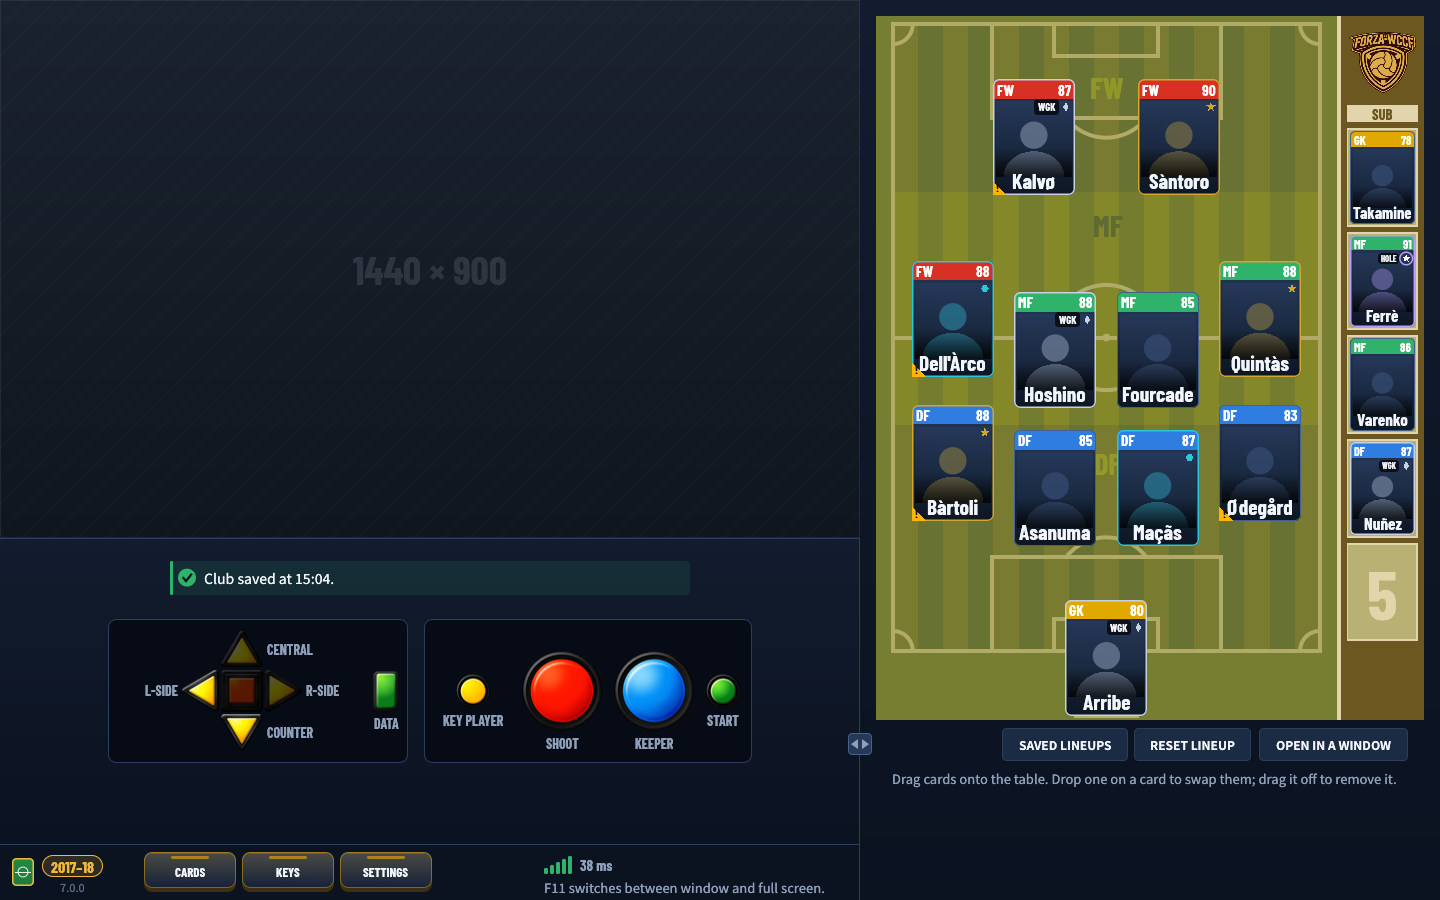 1440 × 900
Club saved at 15:04.
CENTRAL
L-SIDE
R-SIDE
COUNTER
DATA
KEY PLAYER
SHOOT
KEEPER
START
2017–18
7.0.0
CARDS
KEYS
SETTINGS
38 ms
F11 switches between window and full screen.
FW
FW 87
WGK
Kalvø
FW 90
Sàntoro
MF
FW 88
Dell'Àrco
MF 88
WGK
Hoshino
MF 85
Fourcade
MF 88
Quintàs
DF
DF 88
Bàrtoli
DF 85
Asanuma
DF 87
Maçãs
DF 83
Ødegård
GK 80
WGK
Arribe
FORZA-WCCF
SUB
GK 78
Takamine
MF 91
HOLE
Ferrè
MF 86
Varenko
DF 87
WGK
Nuñez
5
SAVED LINEUPS
RESET LINEUP
OPEN IN A WINDOW
Drag cards onto the table. Drop one on a card to swap them; drag it off to remove it.